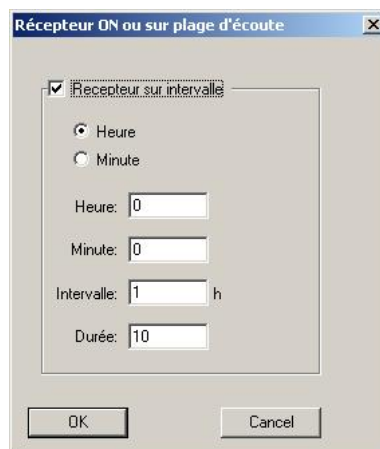 Récepteur ON ou sur plage d'écoute
Recepteur sur intervalle
Heure
Minute
Heure: 0
Minute: 0
Intervalle: 1 h
Durée: 10
OK Cancel